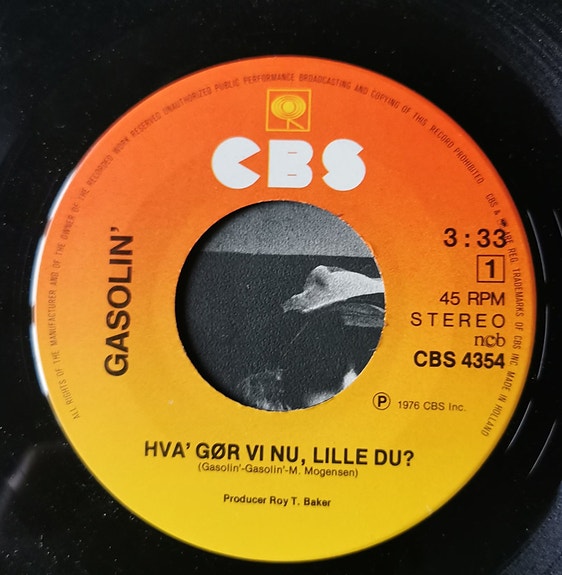 ALL RIGHTS OF THE MANUFACTURER AND OF THE OWNER OF THE RECORDED WORK RESERVED UNAUTHORIZED PUBLIC PERFORMANCE BROADCASTING AND COPYING OF THIS RECORD PROHIBITED CBS & ARE REG. TRADEMARKS OF CBS INC. MADE IN HOLLAND
CBS
GASOLIN'
3:33
1
45 RPM
STEREO
ncb
CBS 4354
Ⓟ 1976 CBS Inc.
HVA' GØR VI NU, LILLE DU?
(Gasolin'-Gasolin'-M. Mogensen)
Producer Roy T. Baker